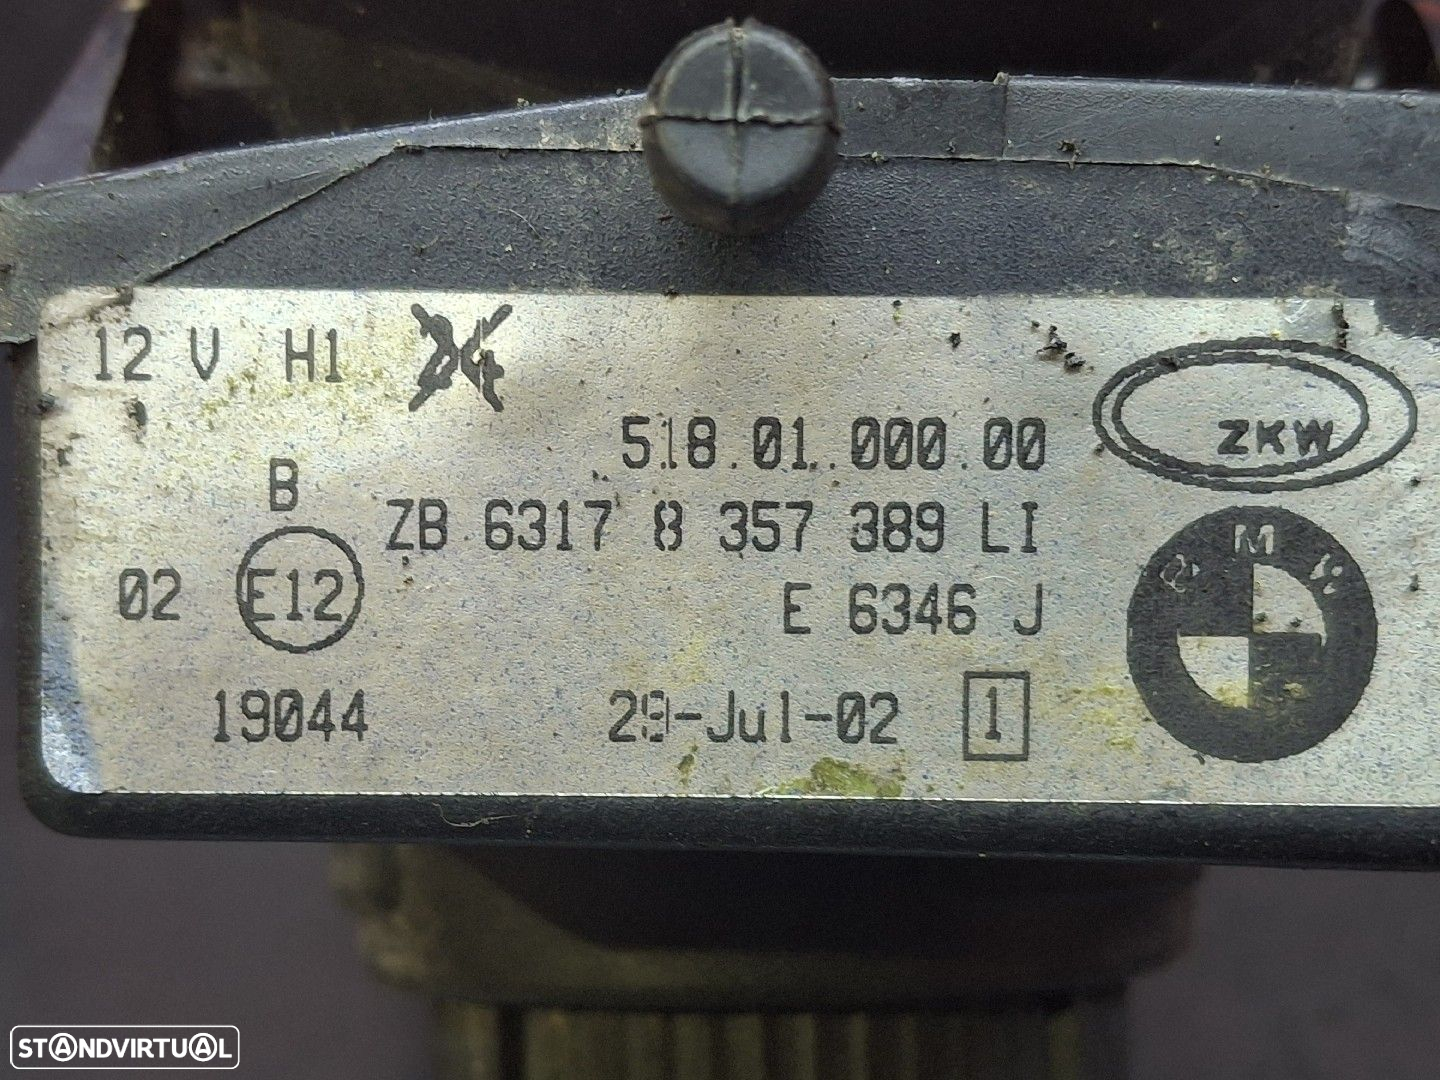 12 V H1 24
518.01.000.00
ZKW
B
ZB 6317 8 357 389 LI
BMW
02 E12
E 6346 J
19044
29-Jul-02 1
STANDVIRTUAL